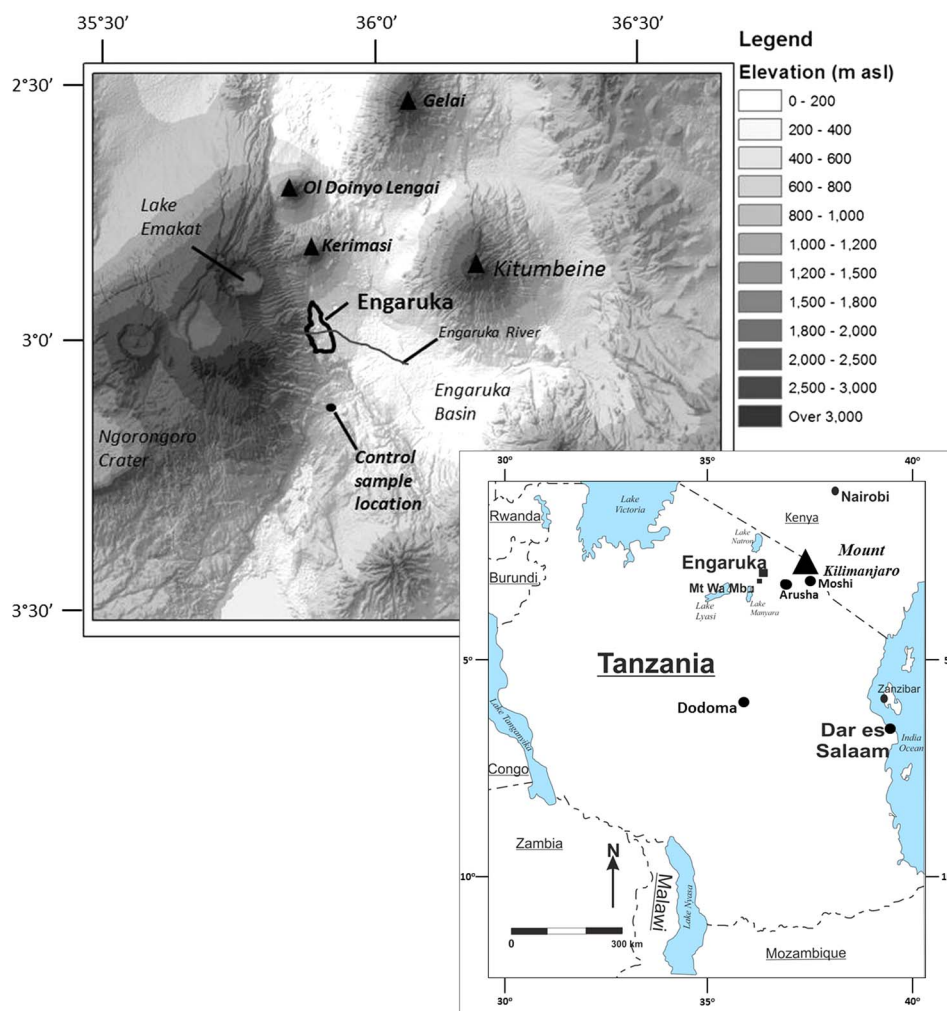 35°30′
36°0′
36°30′
2°30′
3°0′
3°30′
Gelai
Ol Doinyo Lengai
Lake
Emakat
Kerimasi
Kitumbeine
Engaruka
Engaruka River
Engaruka
Basin
Ngorongoro
Crater
Control
sample
location
Legend
Elevation (m asl)
0 - 200
200 - 400
400 - 600
600 - 800
800 - 1,000
1,000 - 1,200
1,200 - 1,500
1,500 - 1,800
1,800 - 2,000
2,000 - 2,500
2,500 - 3,000
Over 3,000
30°
35°
40°
Lake
Victoria
Nairobi
Rwanda
Kenya
Lake
Natron
Mount
Kilimanjaro
Engaruka
Burundi
Mt Wa Mbu
Moshi
Arusha
Lake
Lyasi
Lake
Manyara
5°
Tanzania
Zanzibar
Dodoma
Lake Tanganyika
Dar es
Salaam
India
Ocean
Congo
Zambia
N
Malawi
Lake Nyasa
10°
0
300 km
Mozambique
30°
35°
40°